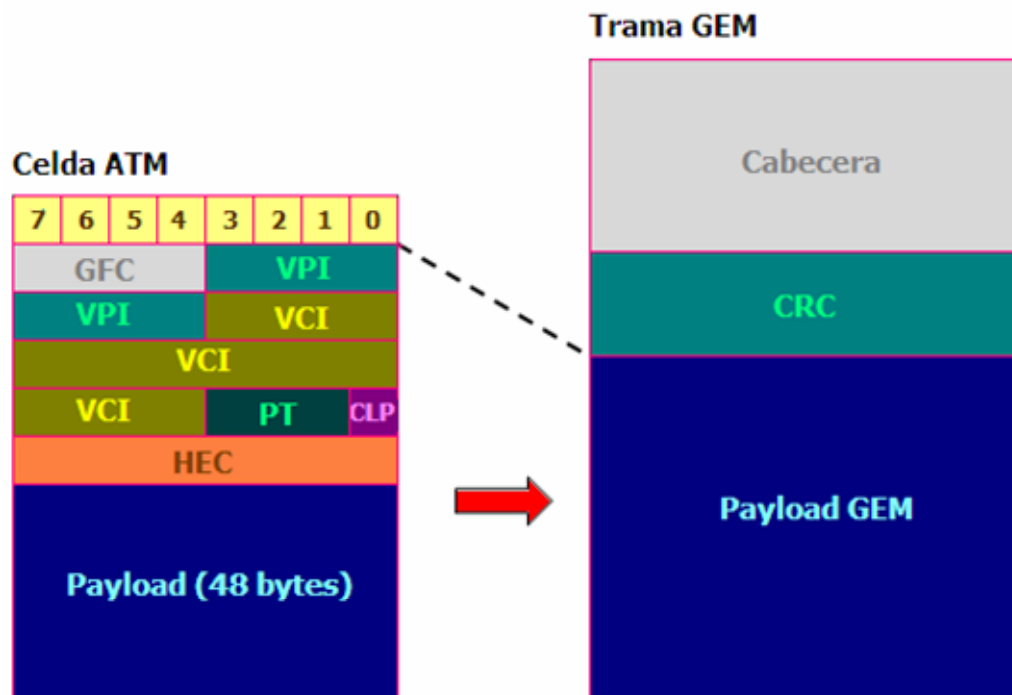 Trama GEM
Cabecera
Celda ATM
7 6 5 4 3 2 1 0
GFC VPI
VPI VCI
CRC
VCI
VCI PT CLP
HEC
Payload GEM
Payload (48 bytes)